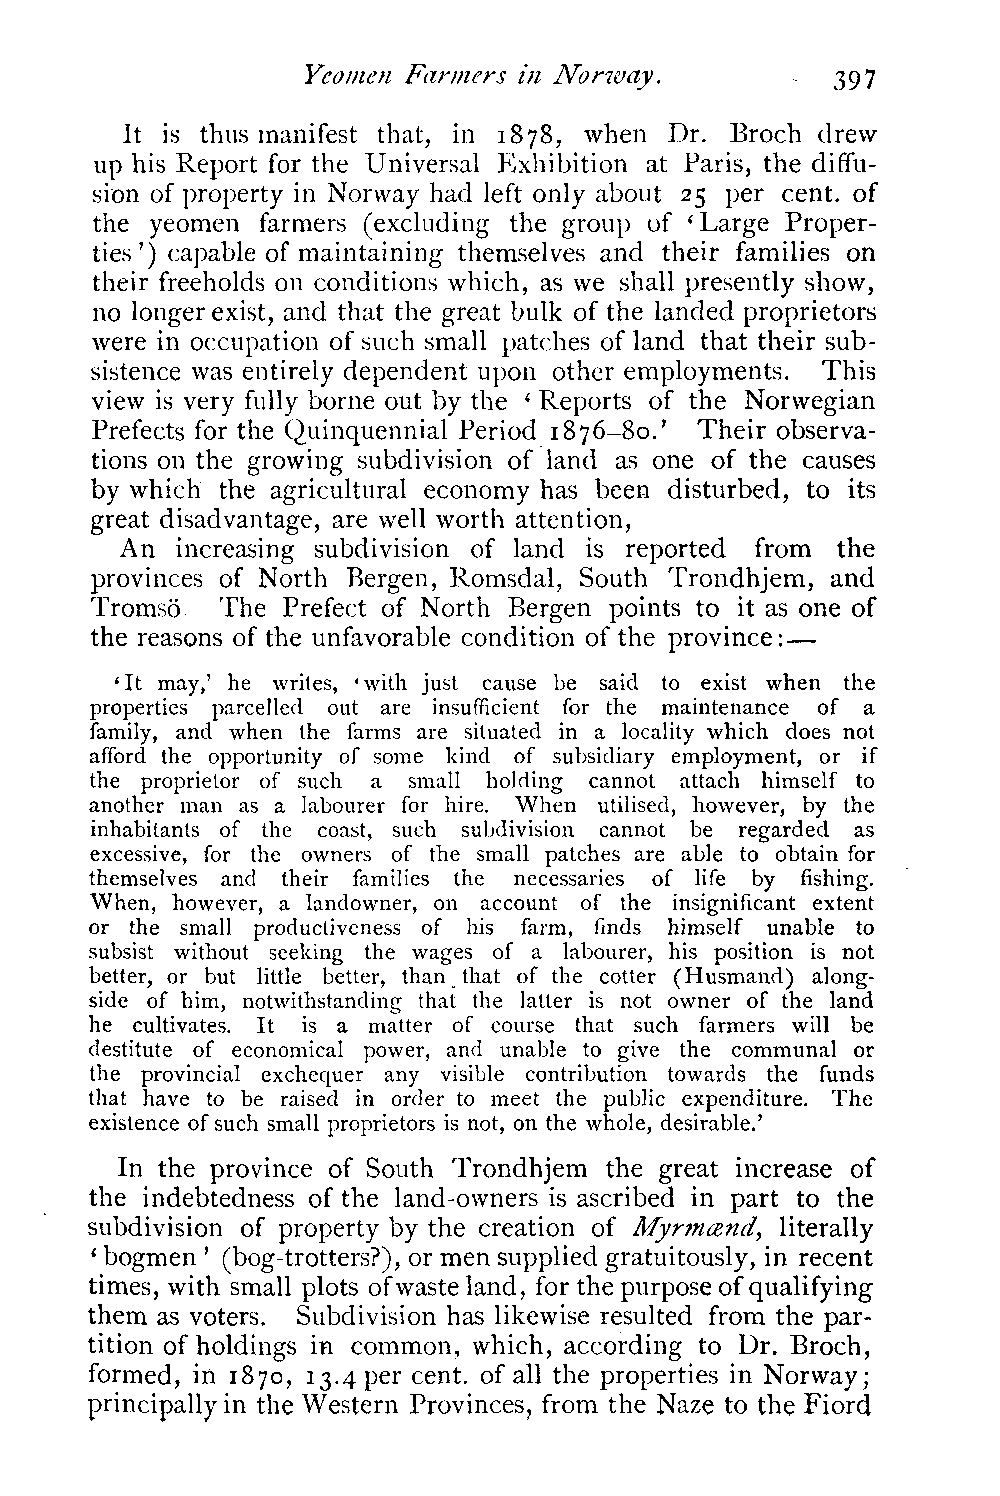 Yeomen Farmers in Norway. 397
It is thus manifest that, in 1878, when Dr. Broch drew
up his Report for the Universal Exhibition at Paris, the diffu-
sion of property in Norway had left only about 25 per cent. of
the yeomen farmers (excluding the group of ‘Large Proper-
ties’) capable of maintaining themselves and their families on
their freeholds on conditions which, as we shall presently show,
no longer exist, and that the great bulk of the landed proprietors
were in occupation of such small patches of land that their sub-
sistence was entirely dependent upon other employments. This
view is very fully borne out by the ‘Reports of the Norwegian
Prefects for the Quinquennial Period 1876–80.’ Their observa-
tions on the growing subdivision of land as one of the causes
by which the agricultural economy has been disturbed, to its
great disadvantage, are well worth attention,
An increasing subdivision of land is reported from the
provinces of North Bergen, Romsdal, South Trondhjem, and
Tromsö The Prefect of North Bergen points to it as one of
the reasons of the unfavorable condition of the province:—
‘It may,’ he writes, ‘with just cause be said to exist when the
properties parcelled out are insufficient for the maintenance of a
family, and when the farms are situated in a locality which does not
afford the opportunity of some kind of subsidiary employment, or if
the proprietor of such a small holding cannot attach himself to
another man as a labourer for hire. When utilised, however, by the
inhabitants of the coast, such subdivision cannot be regarded as
excessive, for the owners of the small patches are able to obtain for
themselves and their families the necessaries of life by fishing.
When, however, a landowner, on account of the insignificant extent
or the small productiveness of his farm, finds himself unable to
subsist without seeking the wages of a labourer, his position is not
better, or but little better, than that of the cotter (Husmand) along-
side of him, notwithstanding that the latter is not owner of the land
he cultivates. It is a matter of course that such farmers will be
destitute of economical power, and unable to give the communal or
the provincial exchequer any visible contribution towards the funds
that have to be raised in order to meet the public expenditure. The
existence of such small proprietors is not, on the whole, desirable.’
In the province of South Trondhjem the great increase of
the indebtedness of the land-owners is ascribed in part to the
subdivision of property by the creation of Myrmænd, literally
‘bogmen’ (bog-trotters?), or men supplied gratuitously, in recent
times, with small plots of waste land, for the purpose of qualifying
them as voters. Subdivision has likewise resulted from the par-
tition of holdings in common, which, according to Dr. Broch,
formed, in 1870, 13.4 per cent. of all the properties in Norway;
principally in the Western Provinces, from the Naze to the Fiord